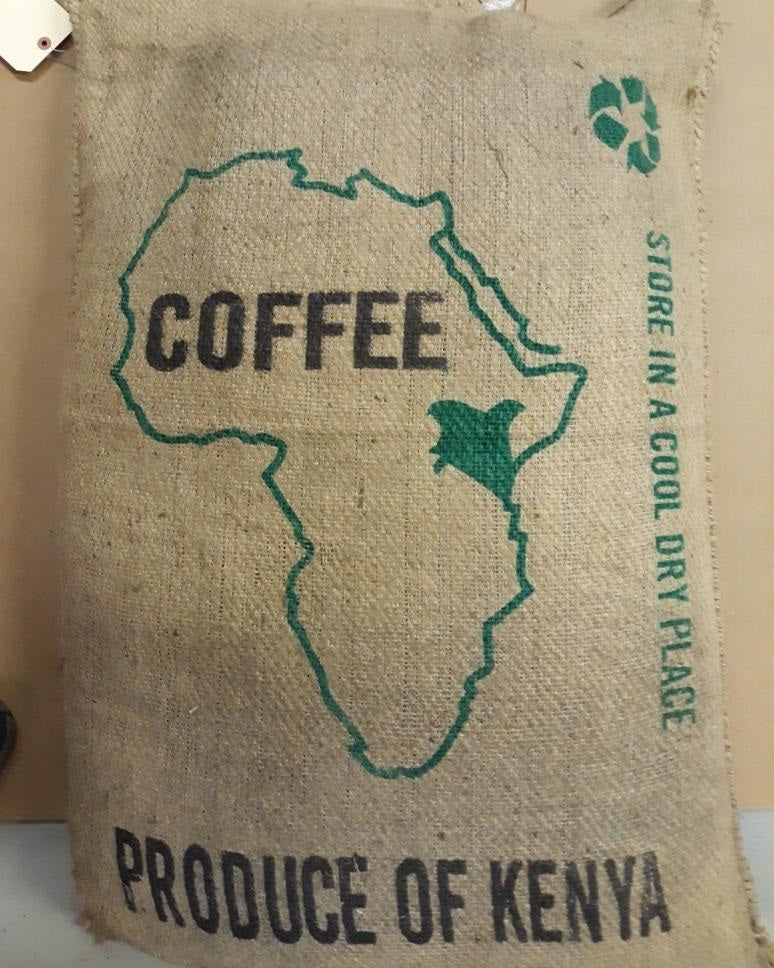 COFFEE
STORE IN A COOL DRY PLACE
PRODUCE OF KENYA